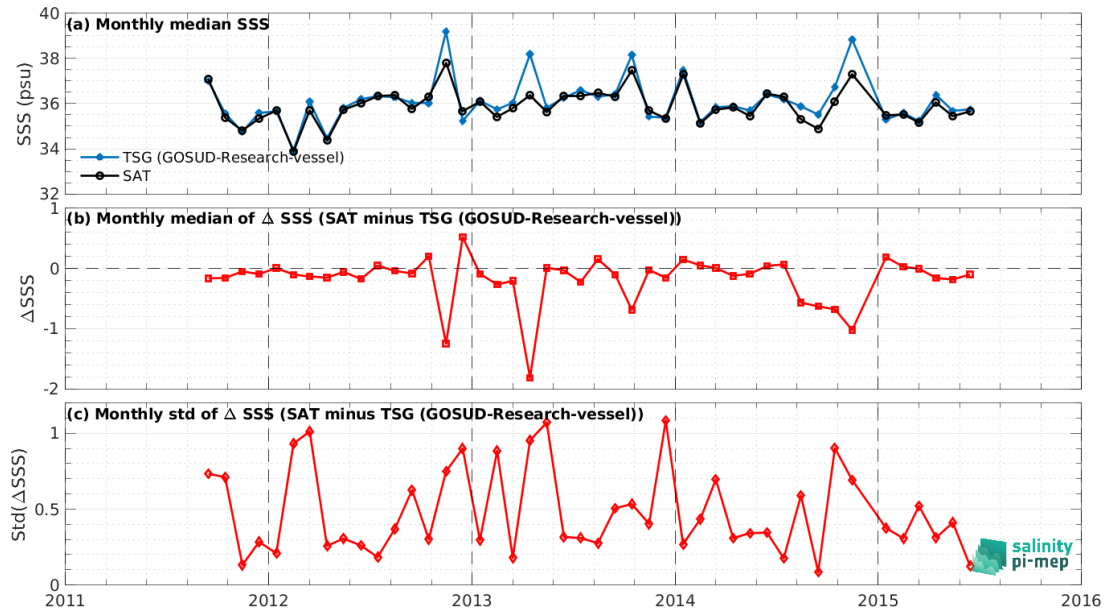 (a) Monthly median SSS
40
38
36
34
32
SSS (psu)
TSG (GOSUD-Research-vessel)
SAT
(b) Monthly median of Δ SSS (SAT minus TSG (GOSUD-Research-vessel))
1
0
-1
-2
ΔSSS
(c) Monthly std of Δ SSS (SAT minus TSG (GOSUD-Research-vessel))
1
0.5
0
Std(ΔSSS)
salinity
pi-mep
2011 2012 2013 2014 2015 2016